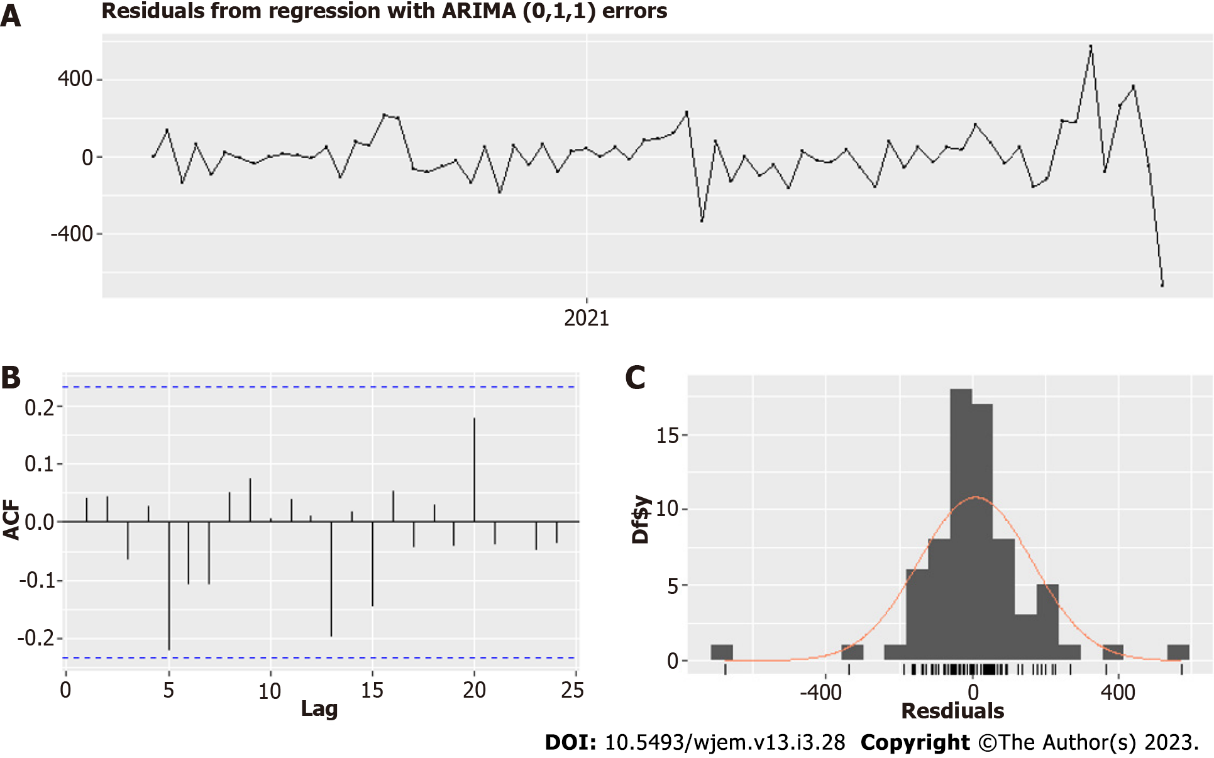 A
Residuals from regression with ARIMA (0,1,1) errors
400
0
-400
2021
B
0.2
0.1
0.0
-0.1
-0.2
ACF
0 5 10 15 20 25
Lag
C
15
10
5
0
Df$y
-400 0 400
Resdiuals
DOI: 10.5493/wjem.v13.i3.28 Copyright ©The Author(s) 2023.